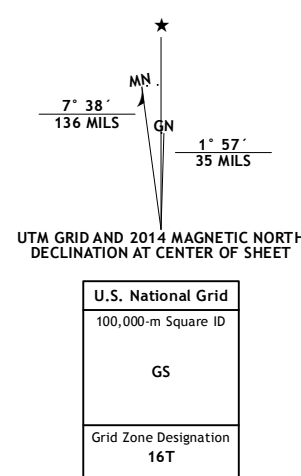 ★
MN
7° 38´
136 MILS
GN
1° 57´
35 MILS
UTM GRID AND 2014 MAGNETIC NORTH
DECLINATION AT CENTER OF SHEET
U.S. National Grid
100,000-m Square ID
GS
Grid Zone Designation
16T